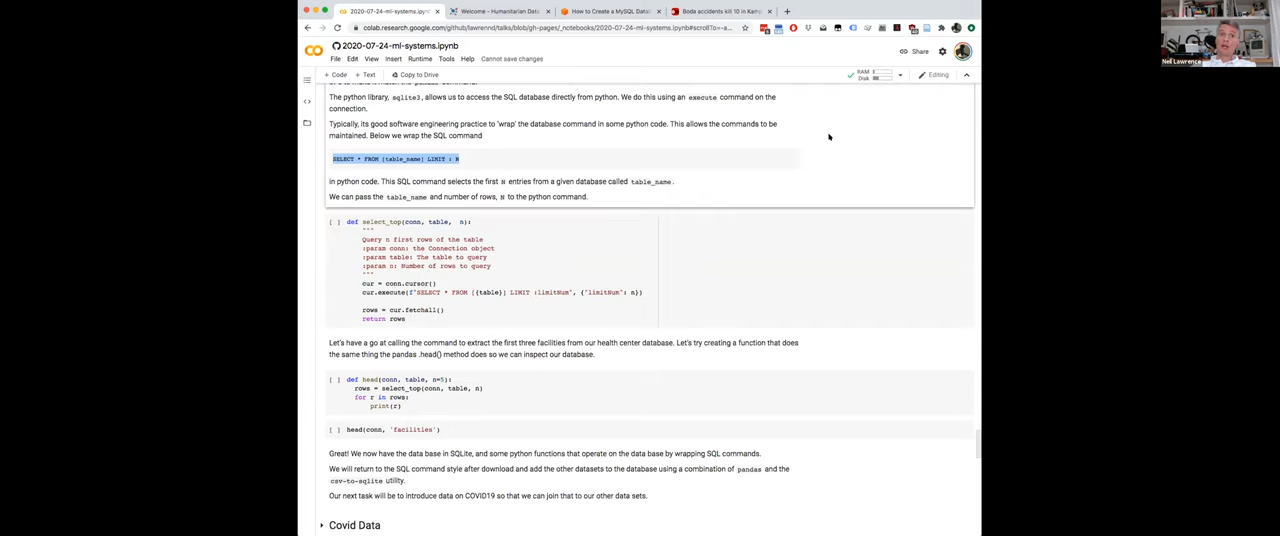 2020-07-24-ml-systems.ipynb
Welcome - Humanitarian Data
How to Create a MySQL Datab
Boda accidents kill 10 in Kam
colab.research.google.com/github/lawrennd/talks/blob/gh-pages/_notebooks/2020-07-24-ml-systems.ipynb#scrollTo=-a...
2020-07-24-ml-systems.ipynb
Share
File Edit View Insert Runtime Tools Help Cannot save changes
+ Code + Text Copy to Drive
RAM
Disk
Editing
The python library, sqlite3, allows us to access the SQL database directly from python. We do this using an execute command on the
connection.
Typically, its good software engineering practice to 'wrap' the database command in some python code. This allows the commands to be
maintained. Below we wrap the SQL command
SELECT * FROM [table_name] LIMIT : N
in python code. This SQL command selects the first N entries from a given database called table_name.
We can pass the table_name and number of rows, N to the python command.
[ ] def select_top(conn, table,  n):
"""
Query n first rows of the table
:param conn: the Connection object
:param table: The table to query
:param n: Number of rows to query
"""
cur = conn.cursor()
cur.execute(f"SELECT * FROM [{table}] LIMIT :limitNum", {"limitNum": n})
rows = cur.fetchall()
return rows
Let's have a go at calling the command to extract the first three facilities from our health center database. Let's try creating a function that does
the same thing the pandas .head() method does so we can inspect our database.
[ ] def head(conn, table, n=5):
rows = select_top(conn, table, n)
for r in rows:
print(r)
[ ] head(conn, 'facilities')
Great! We now have the data base in SQLite, and some python functions that operate on the data base by wrapping SQL commands.
We will return to the SQL command style after download and add the other datasets to the database using a combination of pandas and the
csv-to-sqlite utility.
Our next task will be to introduce data on COVID19 so that we can join that to our other data sets.
Covid Data
Neil Lawrence